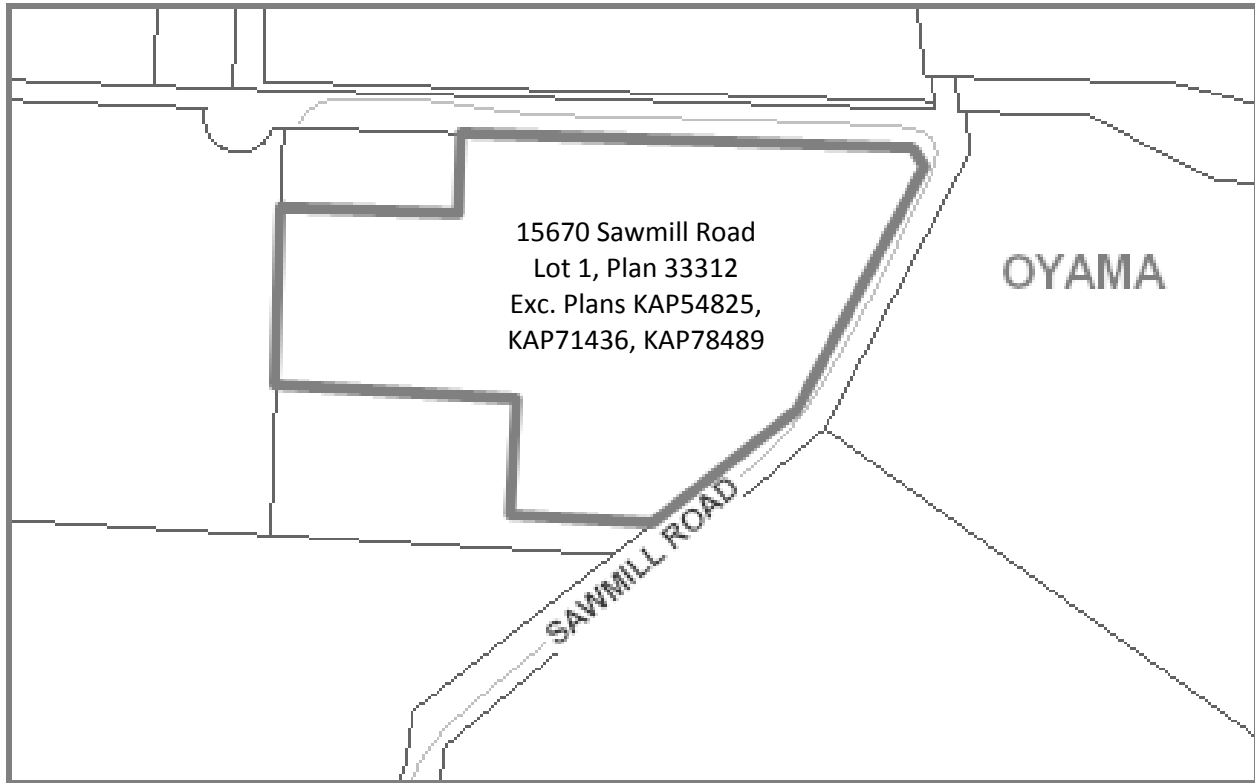 15670 Sawmill Road
Lot 1, Plan 33312
Exc. Plans KAP54825,
KAP71436, KAP78489
OYAMA
SAWMILL ROAD